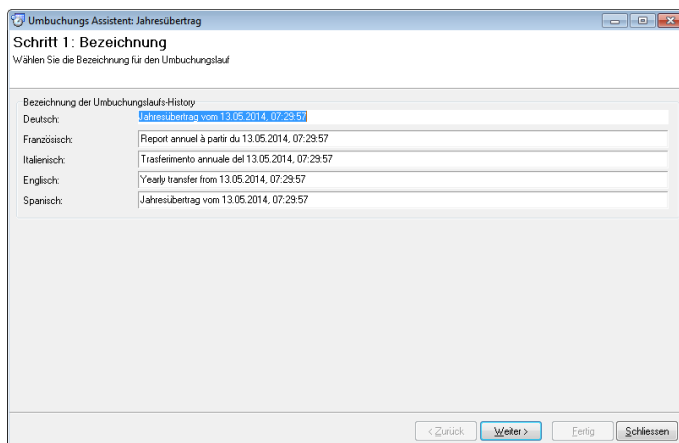 Umbuchungs Assistent: Jahresübertrag
Schritt 1: Bezeichnung
Wählen Sie die Bezeichnung für den Umbuchungslauf
Bezeichnung der Umbuchungslaufs-History
Deutsch: Jahresübertrag vom 13.05.2014, 07:29:57
Französisch: Report annuel à partir du 13.05.2014, 07:29:57
Italienisch: Trasferimento annuale del 13.05.2014, 07:29:57
Englisch: Yearly transfer from 13.05.2014, 07:29:57
Spanisch: Jahresübertrag vom 13.05.2014, 07:29:57
< Zurück Weiter > Fertig Schliessen